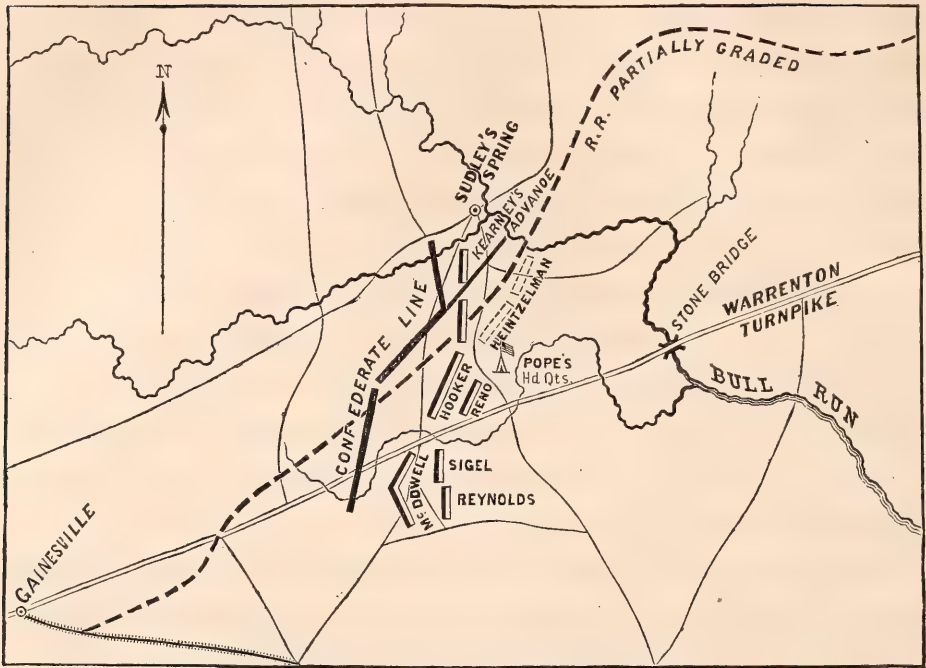 N
R.R. PARTIALLY GRADED
SUDLEY'S
SPRING
KEARNEY'S
ADVANCE
STONE BRIDGE
WARRENTON
TURNPIKE
HEINTZELMAN
CONFEDERATE LINE
POPE'S
Hd Qts.
HOOKER
RENO
BULL RUN
McDOWELL
SIGEL
REYNOLDS
GAINESVILLE